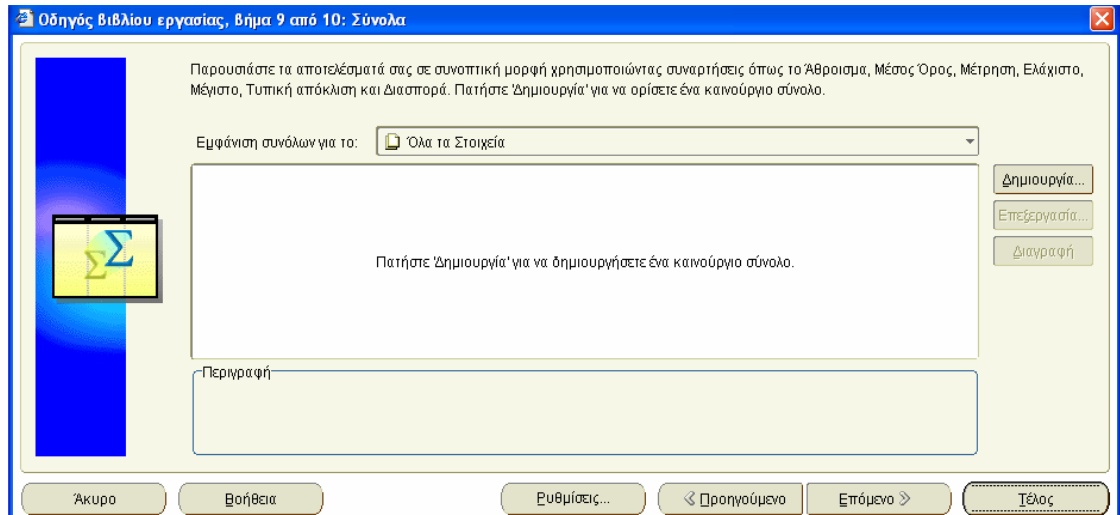 Οδηγός βιβλίου εργασίας, βήμα 9 από 10: Σύνολα
Παρουσιάστε τα αποτελέσματά σας σε συνοπτική μορφή χρησιμοποιώντας συναρτήσεις όπως το Άθροισμα, Μέσος Όρος, Μέτρηση, Ελάχιστο,
Μέγιστο, Τυπική απόκλιση και Διασπορά. Πατήστε 'Δημιουργία' για να ορίσετε ένα καινούργιο σύνολο.
Εμφάνιση συνόλων για το: Όλα τα Στοιχεία
Δημιουργία...
Επεξεργασία...
Διαγραφή
Πατήστε 'Δημιουργία' για να δημιουργήσετε ένα καινούργιο σύνολο.
Περιγραφή
Άκυρο Βοήθεια Ρυθμίσεις... Προηγούμενο Επόμενο Τέλος